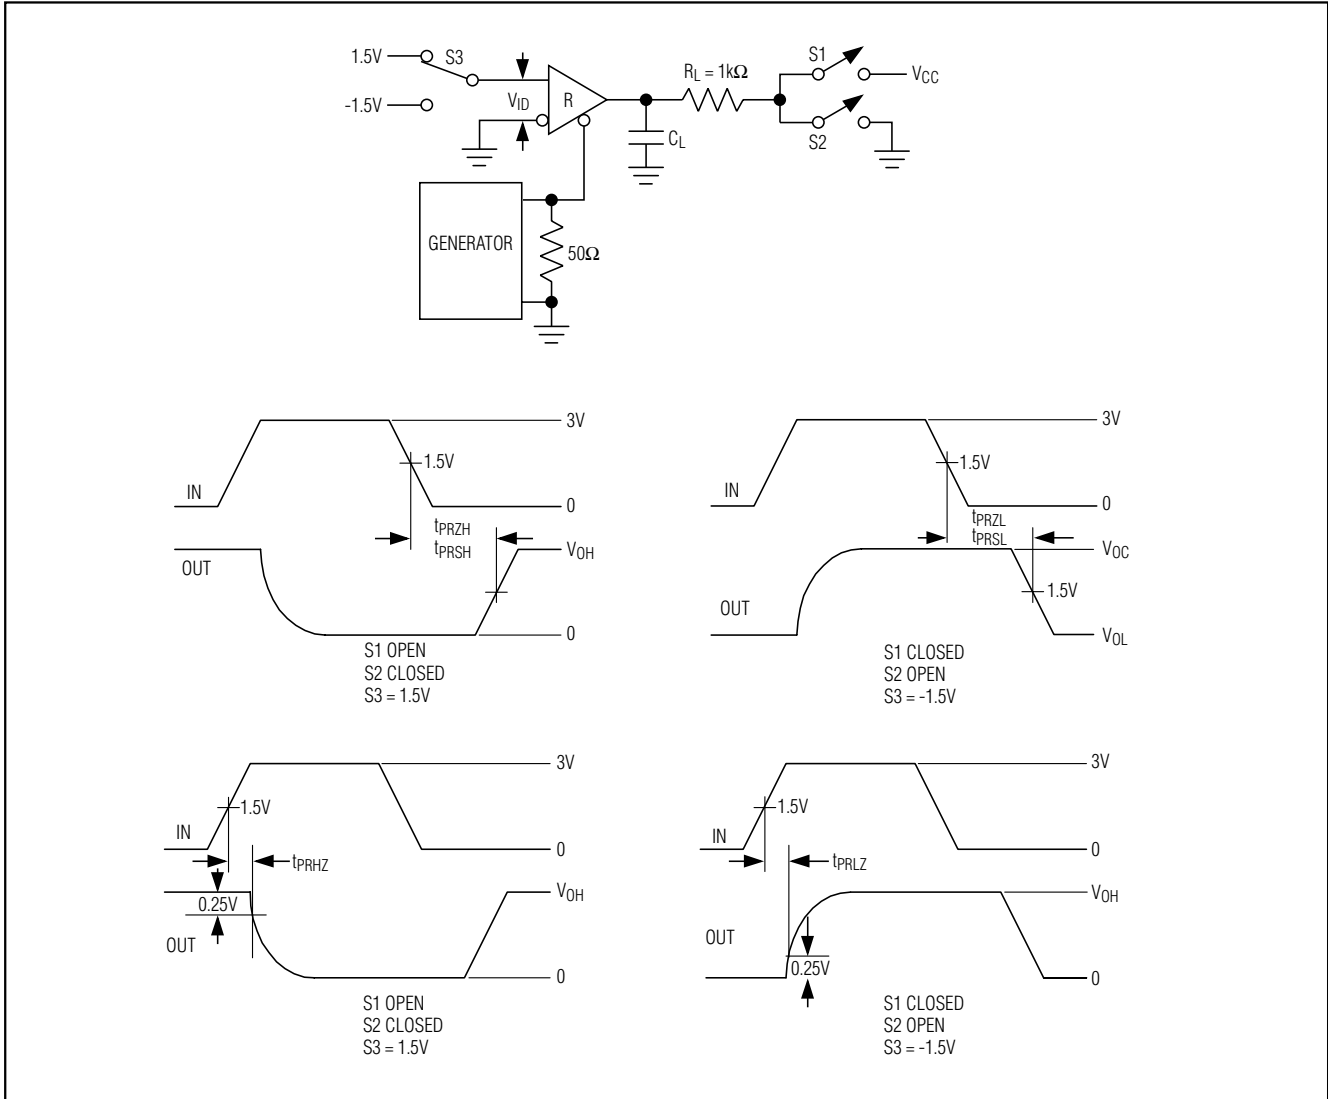 1.5V
S3
-1.5V
VID
R
RL = 1kΩ
CL
S1
VCC
S2
GENERATOR
50Ω
3V
1.5V
IN
0
tPRZH
tPRSH
VOH
OUT
0
S1 OPEN
S2 CLOSED
S3 = 1.5V
3V
1.5V
IN
0
tPRZL
tPRSL
VOC
OUT
1.5V
VOL
S1 CLOSED
S2 OPEN
S3 = -1.5V
3V
1.5V
IN
0
tPRHZ
VOH
0.25V
OUT
0
S1 OPEN
S2 CLOSED
S3 = 1.5V
3V
1.5V
IN
0
tPRLZ
VOH
OUT
0.25V
0
S1 CLOSED
S2 OPEN
S3 = -1.5V